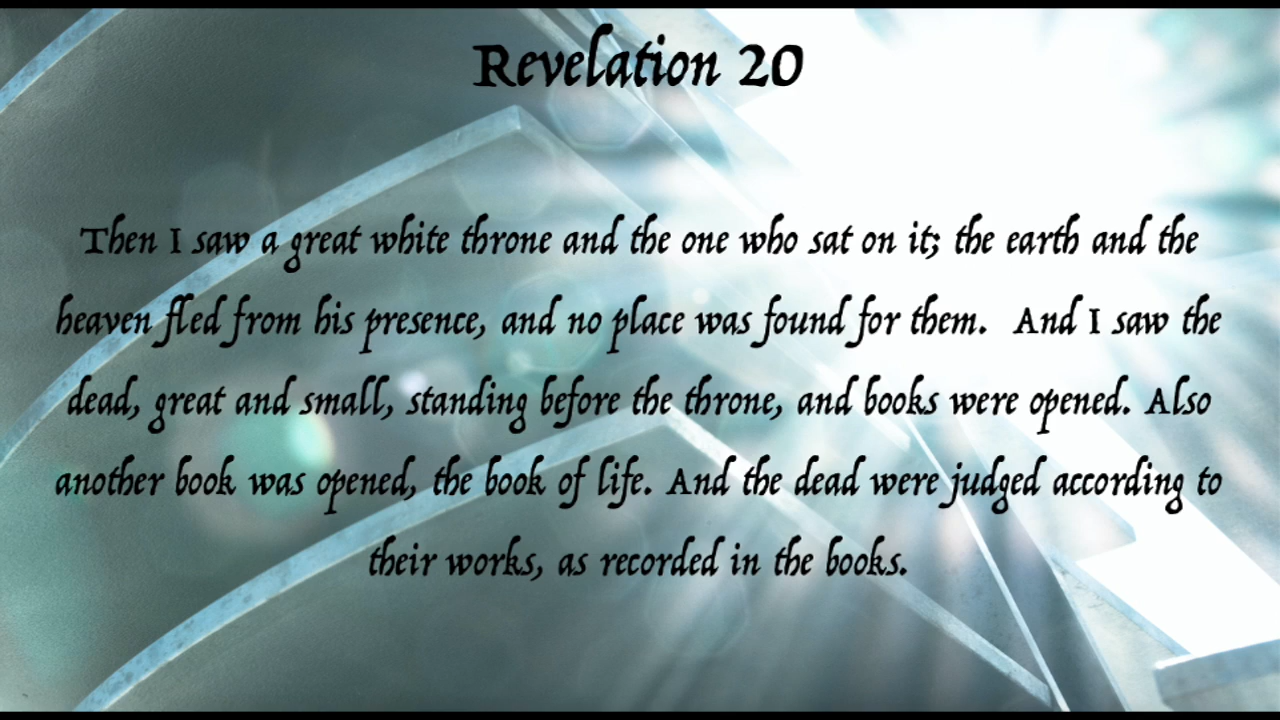 Revelation 20
Then I saw a great white throne and the one who sat on it; the earth and the
heaven fled from his presence, and no place was found for them.  And I saw the
dead, great and small, standing before the throne, and books were opened. Also
another book was opened, the book of life. And the dead were judged according to
their works, as recorded in the books.